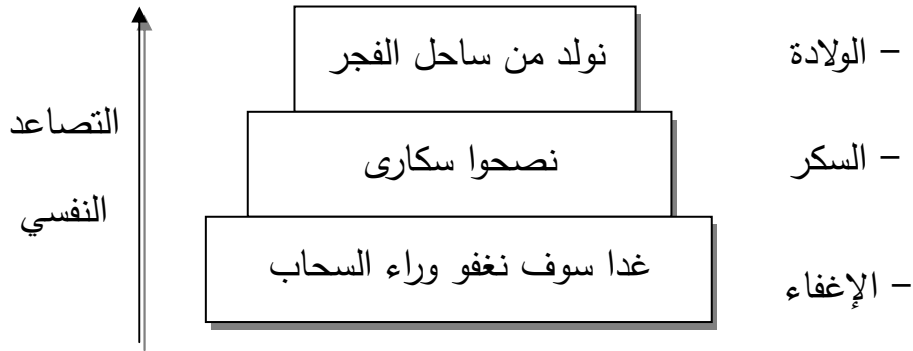 – الولادة
نولد من ساحل الفجر
التصاعد
– السكر
نصحوا سكارى
النفسي
– الإغفاء
غدا سوف نغفو وراء السحاب